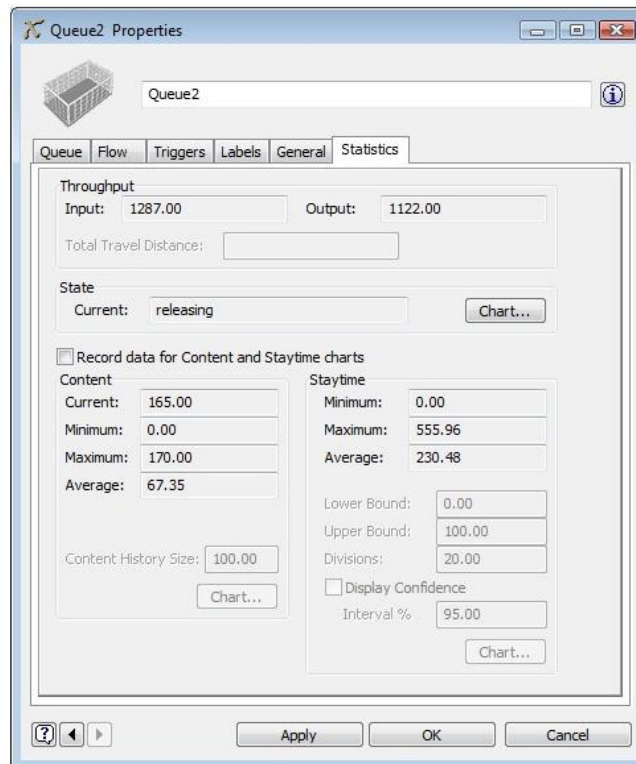 Queue2 Properties
Queue2
Queue Flow Triggers Labels General Statistics
Throughput
Input: 1287.00 Output: 1122.00
Total Travel Distance:
State
Current: releasing Chart...
Record data for Content and Staytime charts
Content
Current: 165.00
Minimum: 0.00
Maximum: 170.00
Average: 67.35
Content History Size: 100.00
Chart...
Staytime
Minimum: 0.00
Maximum: 555.96
Average: 230.48
Lower Bound: 0.00
Upper Bound: 100.00
Divisions: 20.00
Display Confidence
Interval % 95.00
Chart...
Apply OK Cancel